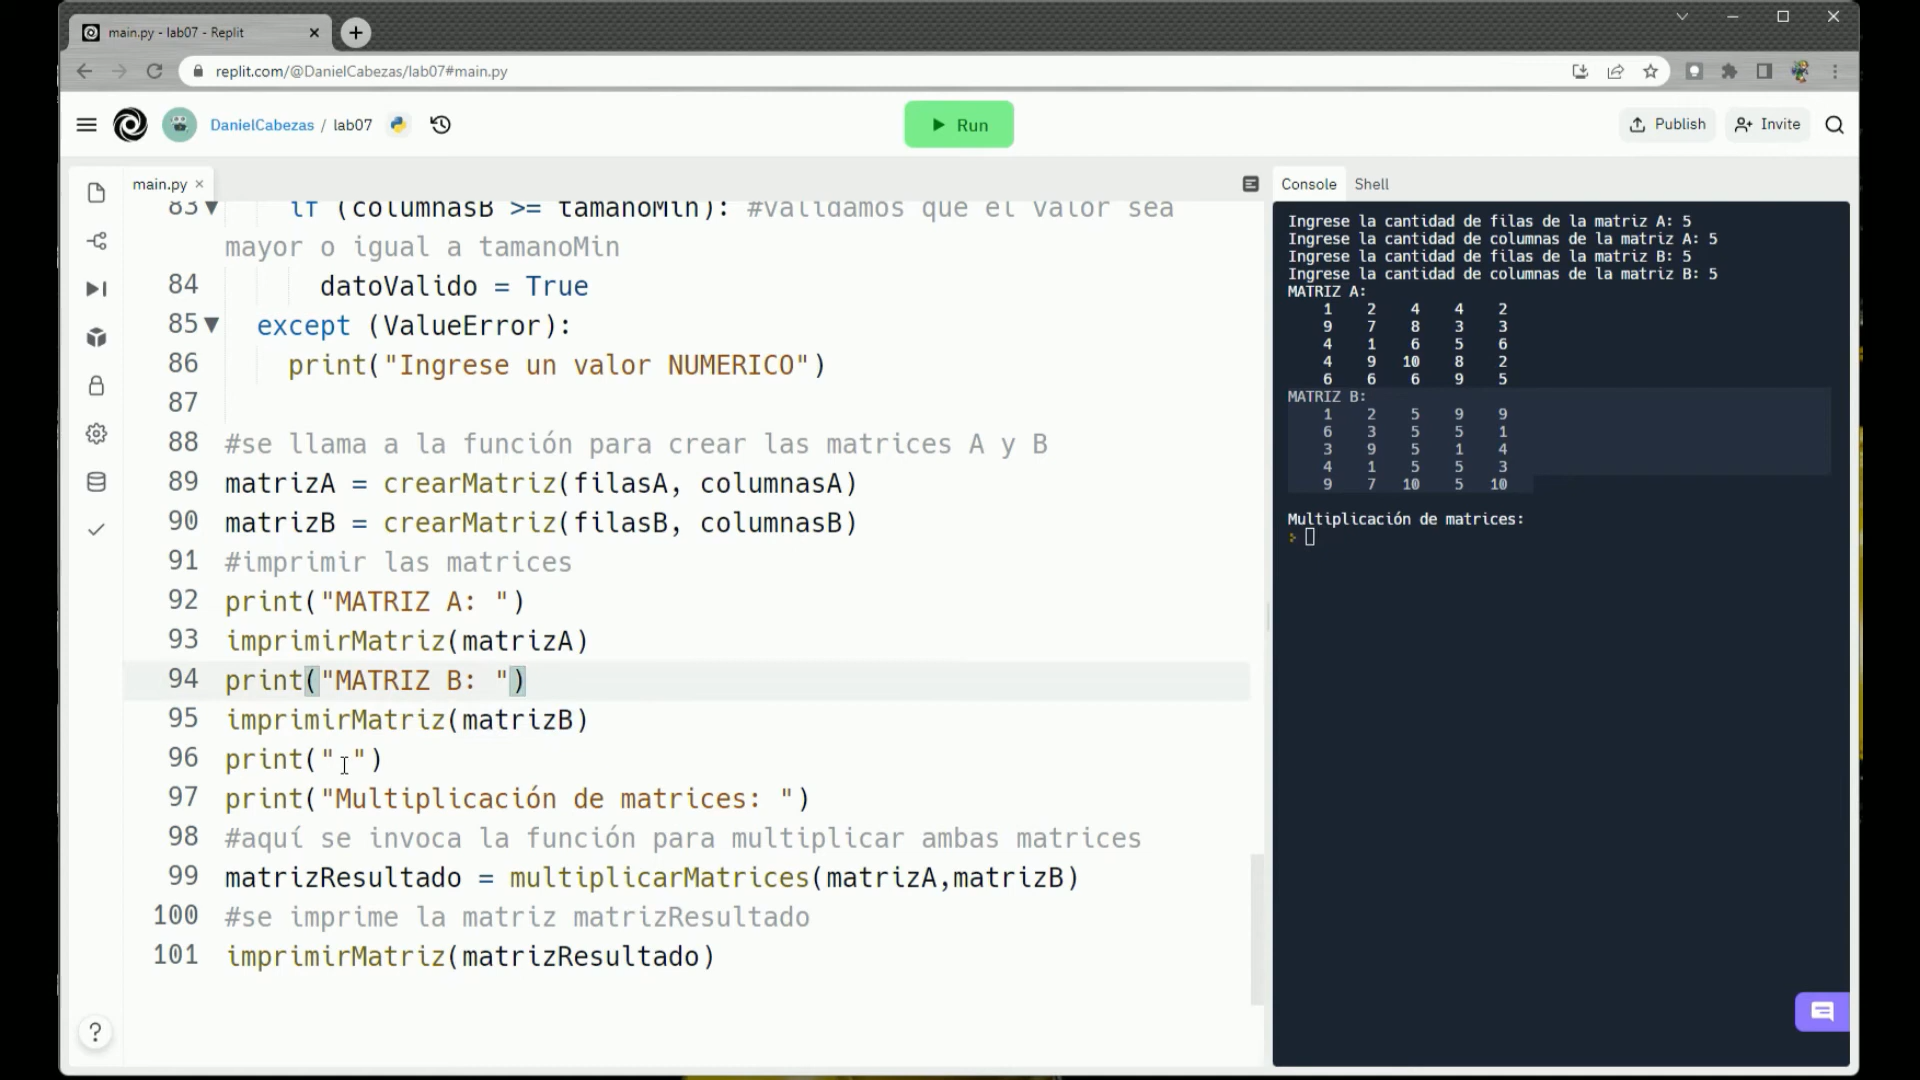 main.py - lab07 - Replit
replit.com/@DanielCabezas/lab07#main.py
DanielCabezas / lab07
Run
Publish
Invite
main.py
Console
Shell
83 if (columnasB >= tamanoMin): #validamos que el valor sea
mayor o igual a tamanoMin
84 datoValido = True
85 except (ValueError):
86 print("Ingrese un valor NUMERICO")
87
88 #se llama a la función para crear las matrices A y B
89 matrizA = crearMatriz(filasA, columnasA)
90 matrizB = crearMatriz(filasB, columnasB)
91 #imprimir las matrices
92 print("MATRIZ A: ")
93 imprimirMatriz(matrizA)
94 print("MATRIZ B: ")
95 imprimirMatriz(matrizB)
96 print(" ")
97 print("Multiplicación de matrices: ")
98 #aquí se invoca la función para multiplicar ambas matrices
99 matrizResultado = multiplicarMatrices(matrizA,matrizB)
100 #se imprime la matriz matrizResultado
101 imprimirMatriz(matrizResultado)
?
Ingrese la cantidad de filas de la matriz A: 5
Ingrese la cantidad de columnas de la matriz A: 5
Ingrese la cantidad de filas de la matriz B: 5
Ingrese la cantidad de columnas de la matriz B: 5
MATRIZ A:
1 2 4 4 2
9 7 8 3 3
4 1 6 5 6
4 9 10 8 2
6 6 6 9 5
MATRIZ B:
1 2 5 9 9
6 3 5 5 1
3 9 5 1 4
4 1 5 5 3
9 7 10 5 10
Multiplicación de matrices: